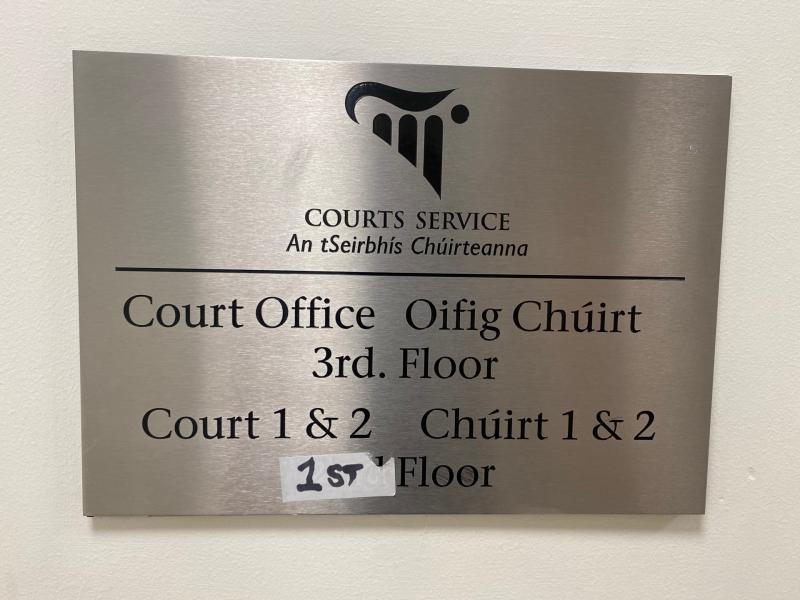 COURTS SERVICE
An tSeirbhís Chúirteanna
Court Office Oifig Chúirt
3rd. Floor
Court 1 & 2 Chúirt 1 & 2
1ST Floor